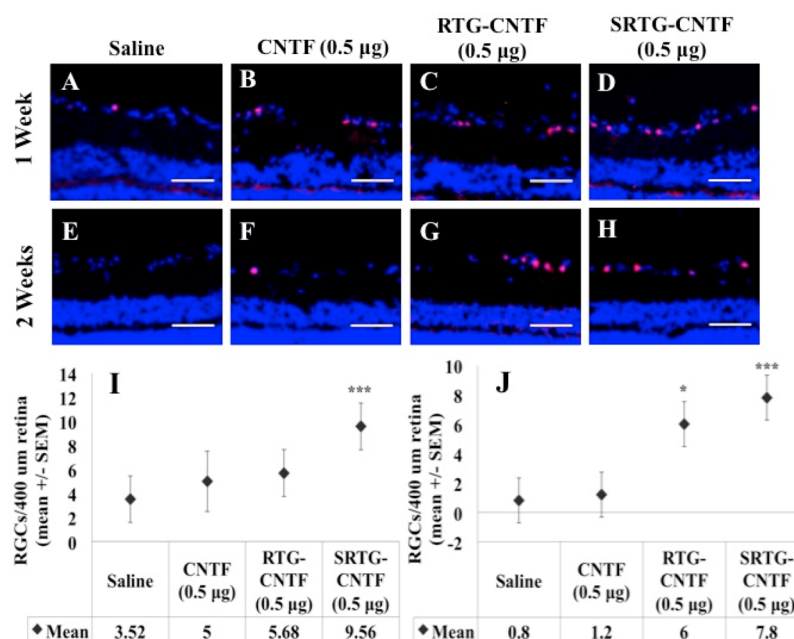 Saline
CNTF (0.5 µg)
RTG-CNTF
(0.5 µg)
SRTG-CNTF
(0.5 µg)
1 Week
A
B
C
D
2 Weeks
E
F
G
H
I
RGCs/400 um retina
(mean +/- SEM)
14
12
10
8
6
4
2
0
***
Saline
CNTF
(0.5 µg)
RTG-
CNTF
(0.5 µg)
SRTG-
CNTF
(0.5 µg)
Mean 3.52 5 5.68 9.56
J
RGCs/400 um retina
(mean +/- SEM)
10
8
6
4
2
0
-2
*
***
Saline
CNTF
(0.5 µg)
RTG-
CNTF
(0.5 µg)
SRTG-
CNTF
(0.5 µg)
Mean 0.8 1.2 6 7.8